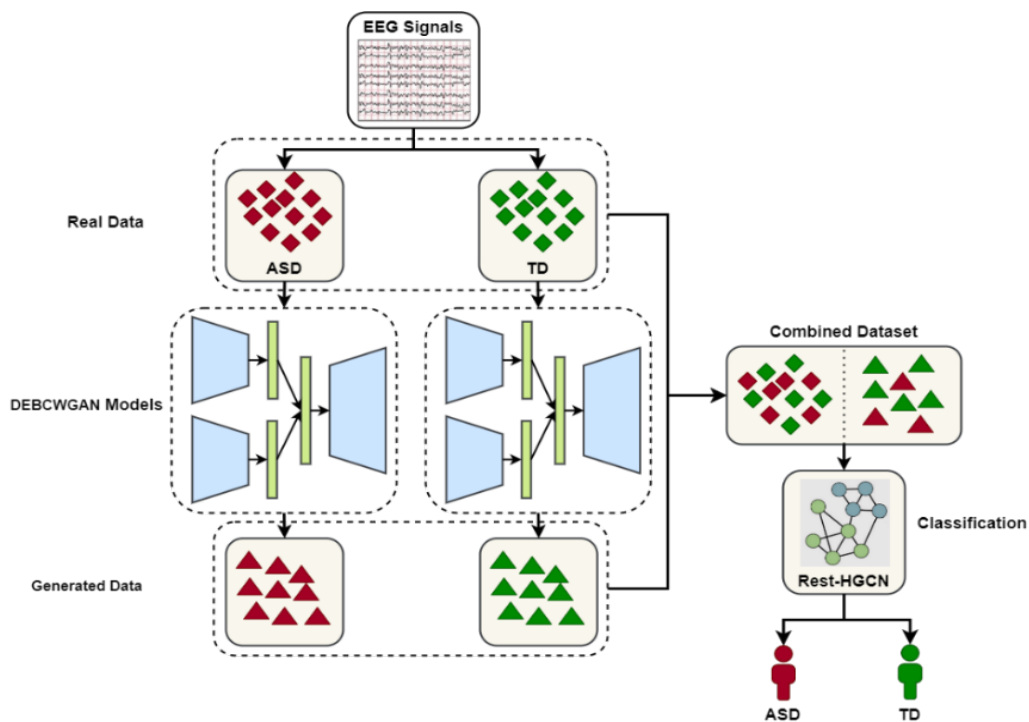 EEG Signals
Real Data
ASD
TD
DEBCWGAN Models
Combined Dataset
Classification
Rest-HGCN
Generated Data
ASD
TD